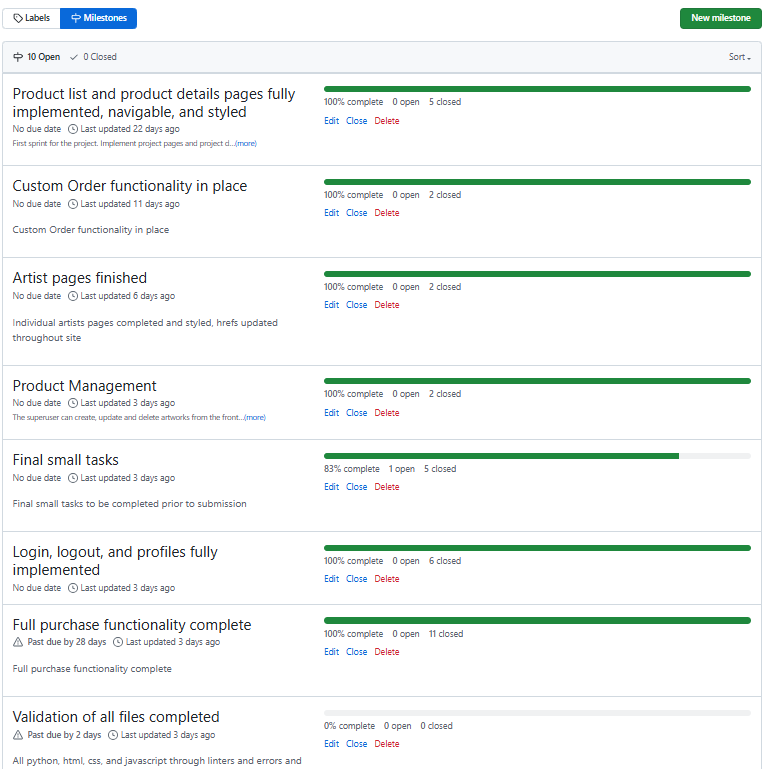 Labels Milestones New milestone
10 Open 0 Closed Sort
Product list and product details pages fully
implemented, navigable, and styled
No due date Last updated 22 days ago
First sprint for the project. Implement project pages and project d...(more)
100% complete 0 open 5 closed
Edit Close Delete
Custom Order functionality in place
No due date Last updated 11 days ago
Custom Order functionality in place
100% complete 0 open 2 closed
Edit Close Delete
Artist pages finished
No due date Last updated 6 days ago
Individual artists pages completed and styled, hrefs updated
throughout site
100% complete 0 open 2 closed
Edit Close Delete
Product Management
No due date Last updated 3 days ago
The superuser can create, update and delete artworks from the front...(more)
100% complete 0 open 2 closed
Edit Close Delete
Final small tasks
No due date Last updated 3 days ago
Final small tasks to be completed prior to submission
83% complete 1 open 5 closed
Edit Close Delete
Login, logout, and profiles fully
implemented
No due date Last updated 3 days ago
100% complete 0 open 6 closed
Edit Close Delete
Full purchase functionality complete
Past due by 28 days Last updated 3 days ago
Full purchase functionality complete
100% complete 0 open 11 closed
Edit Close Delete
Validation of all files completed
Past due by 2 days Last updated 3 days ago
All python, html, css, and javascript through linters and errors and
0% complete 0 open 0 closed
Edit Close Delete